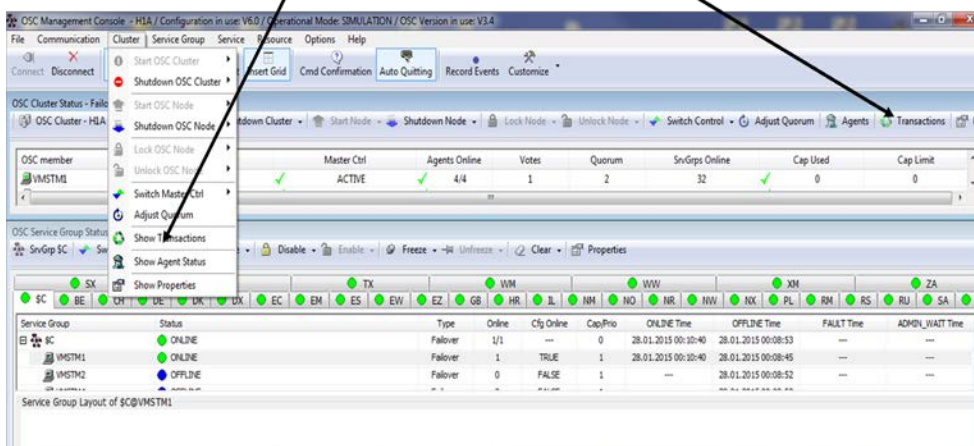 OSC Management Console - H1A / Configuration in use: V6.0 / Operational Mode: SIMULATION / OSC Version in use: V3.4
File Communication Cluster Service Group Service Resource Options Help
Connect Disconnect Insert Grid Cmd Confirmation Auto Quitting Record Events Customize
Start OSC Cluster
Shutdown OSC Cluster
Start OSC Node
Shutdown OSC Node
Lock OSC Node
Unlock OSC Node
Switch Master Ctrl
Adjust Quorum
Show Transactions
Show Agent Status
Show Properties
OSC Cluster Status - Failo
OSC Cluster - H1A tdown Cluster Start Node Shutdown Node Lock Node Unlock Node Switch Control Adjust Quorum Agents Transactions
OSC member Master Ctrl Agents Online Votes Quorum SrvGrps Online Cap Used Cap Limit
VMSTM1 ACTIVE 4/4 1 2 32 0 0
OSC Service Group Status
SrvGrp $C Sw Disable Enable Freeze Unfreeze Clear Properties
SX TX WM WW XM ZA
$C BE CH DE DK DX EC EM ES EW EZ GB HR IL NM NO NR NW NX PL RM RS RU SA
Service Group Status Type Online Cfg Online Cap/Prio ONLINE Time OFFLINE Time FAULT Time ADMIN_WAIT Time
$C ONLINE Failover 1/1 --- 0 28.01.2015 00:10:40 28.01.2015 00:08:53 --- ---
VMSTM1 ONLINE Failover 1 TRUE 1 28.01.2015 00:10:40 28.01.2015 00:08:45 --- ---
VMSTM2 OFFLINE Failover 0 FALSE 1 --- 28.01.2015 00:08:52 --- ---
Service Group Layout of $C@VMSTM1